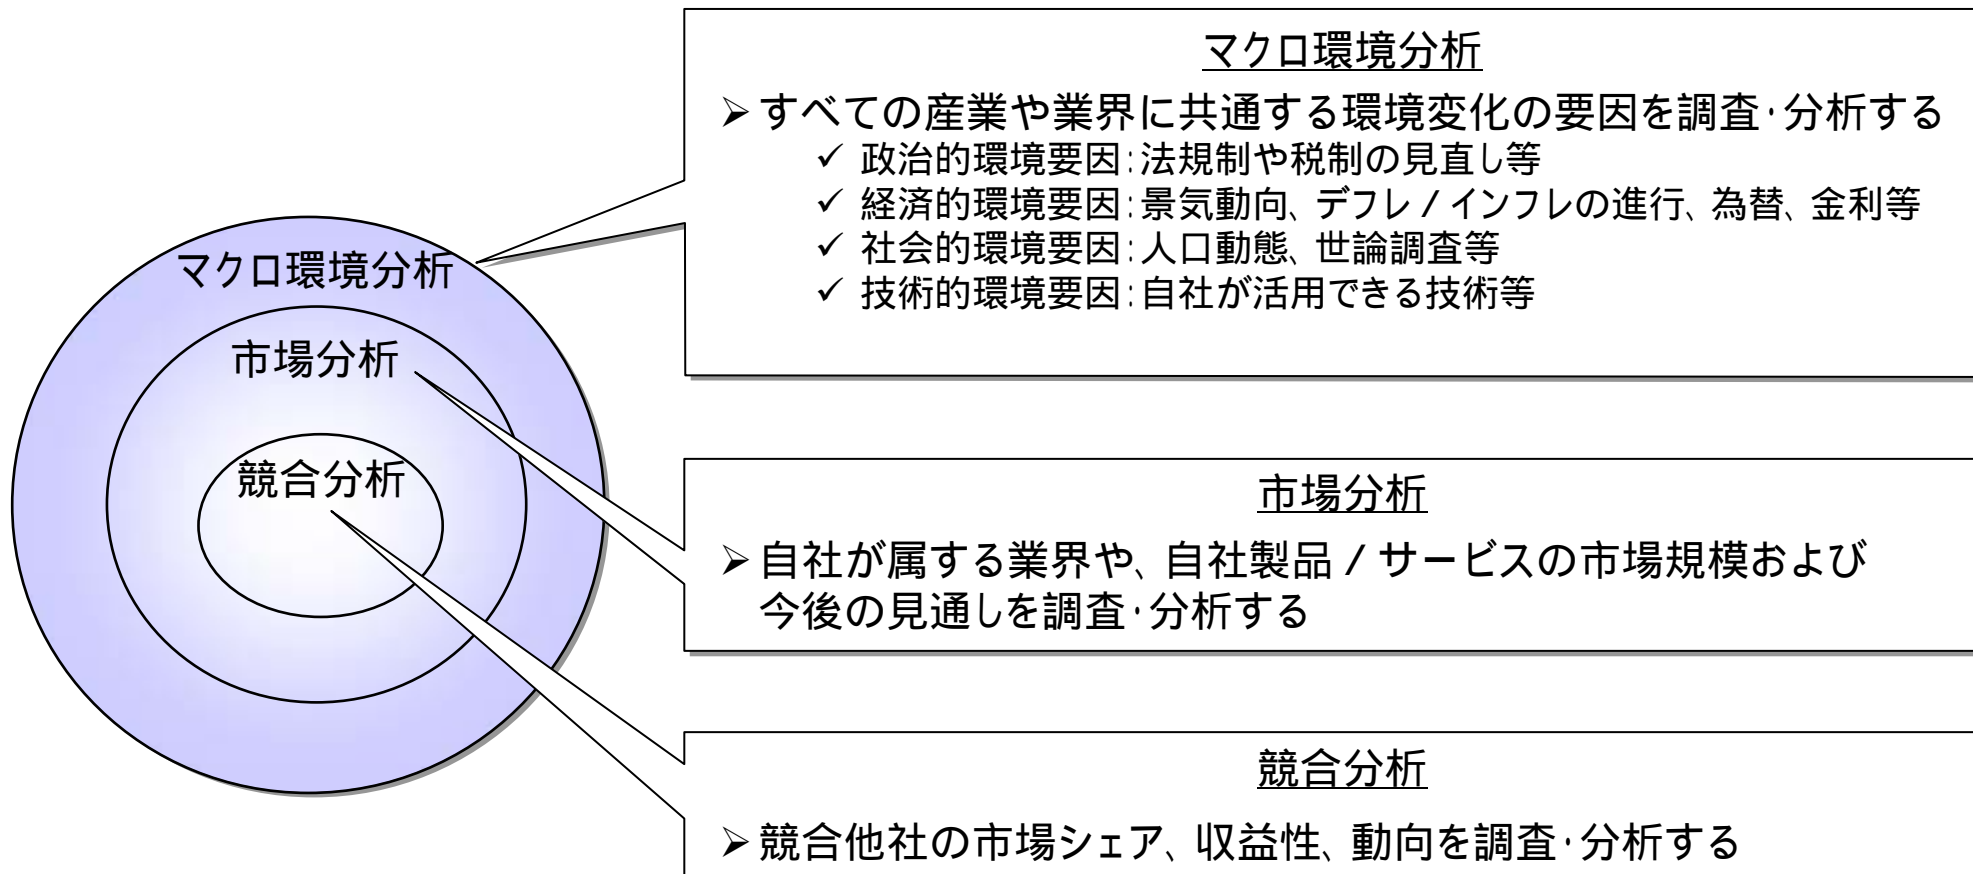 マクロ環境分析
➢ すべての産業や業界に共通する環境変化の要因を調査・分析する
✓ 政治的環境要因:法規制や税制の見直し等
✓ 経済的環境要因:景気動向、デフレ/インフレの進行、為替、金利等
✓ 社会的環境要因:人口動態、世論調査等
✓ 技術的環境要因:自社が活用できる技術等
マクロ環境分析
市場分析
競合分析
市場分析
➢ 自社が属する業界や、自社製品/サービスの市場規模および
今後の見通しを調査・分析する
競合分析
➢ 競合他社の市場シェア、収益性、動向を調査・分析する